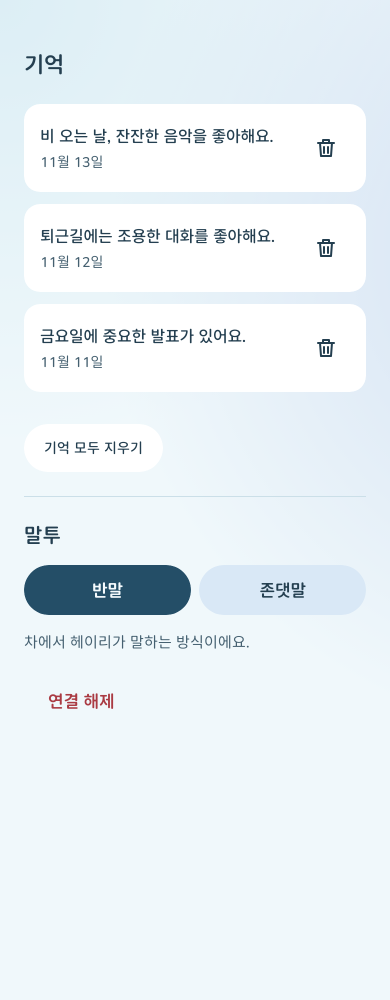 기억
비 오는 날, 잔잔한 음악을 좋아해요.
11월 13일
퇴근길에는 조용한 대화를 좋아해요.
11월 12일
금요일에 중요한 발표가 있어요.
11월 11일
기억 모두 지우기
말투
반말
존댓말
차에서 헤이리가 말하는 방식이에요.
연결 해제